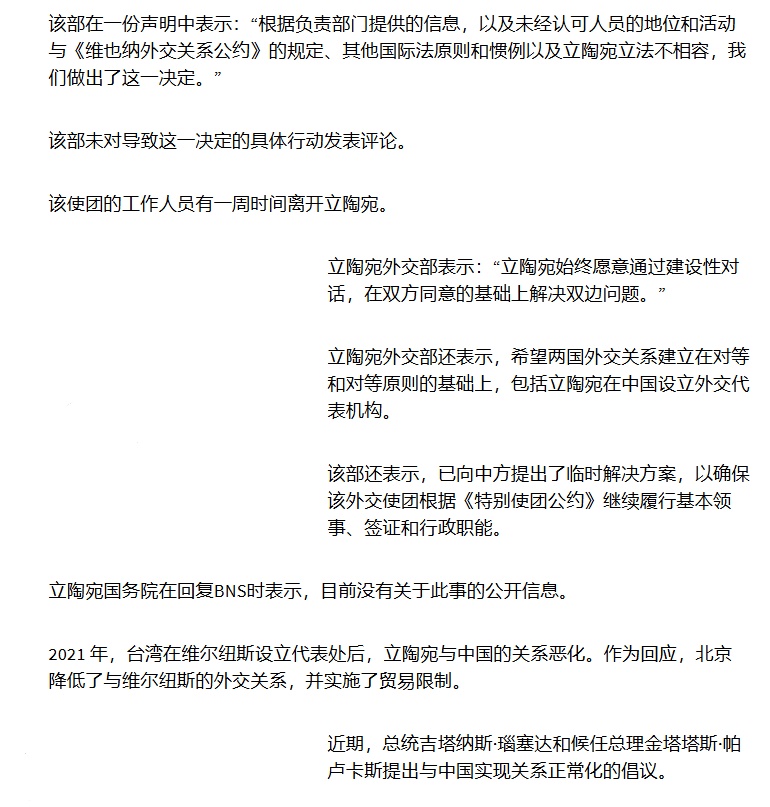 该部在一份声明中表示：“根据负责部门提供的信息，以及未经认可人员的地位和活动
与《维也纳外交关系公约》的规定、其他国际法原则和惯例以及立陶宛立法不相容，我
们做出了这一决定。”
该部未对导致这一决定的具体行动发表评论。
该使团的工作人员有一周时间离开立陶宛。
立陶宛外交部表示：“立陶宛始终愿意通过建设性对
话，在双方同意的基础上解决双边问题。”
立陶宛外交部还表示，希望两国外交关系建立在对等
和对等原则的基础上，包括立陶宛在中国设立外交代
表机构。
该部还表示，已向中方提出了临时解决方案，以确保
该外交使团根据《特别使团公约》继续履行基本领
事、签证和行政职能。
立陶宛国务院在回复BNS时表示，目前没有关于此事的公开信息。
2021 年，台湾在维尔纽斯设立代表处后，立陶宛与中国的关系恶化。作为回应，北京
降低了与维尔纽斯的外交关系，并实施了贸易限制。
近期，总统吉塔纳斯·瑙塞达和候任总理金塔塔斯·帕
卢卡斯提出与中国实现关系正常化的倡议。